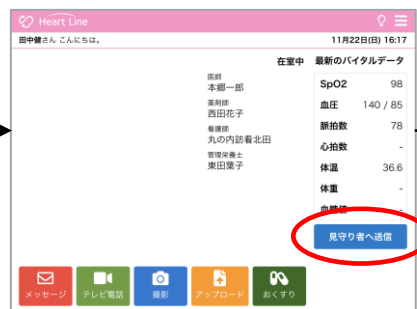 Heart Line
田中健さん こんにちは。
11月22日(日) 16:17
在室中
最新のバイタルデータ
医師
本郷一郎
薬剤師
西田花子
看護師
丸の内訪看北田
管理栄養士
東田葉子
SpO2 98
血圧 140 / 85
脈拍数 78
心拍数 -
体温 36.6
体重 -
血糖値 -
見守り者へ送信
メッセージ
テレビ電話
撮影
アップロード
おくすり